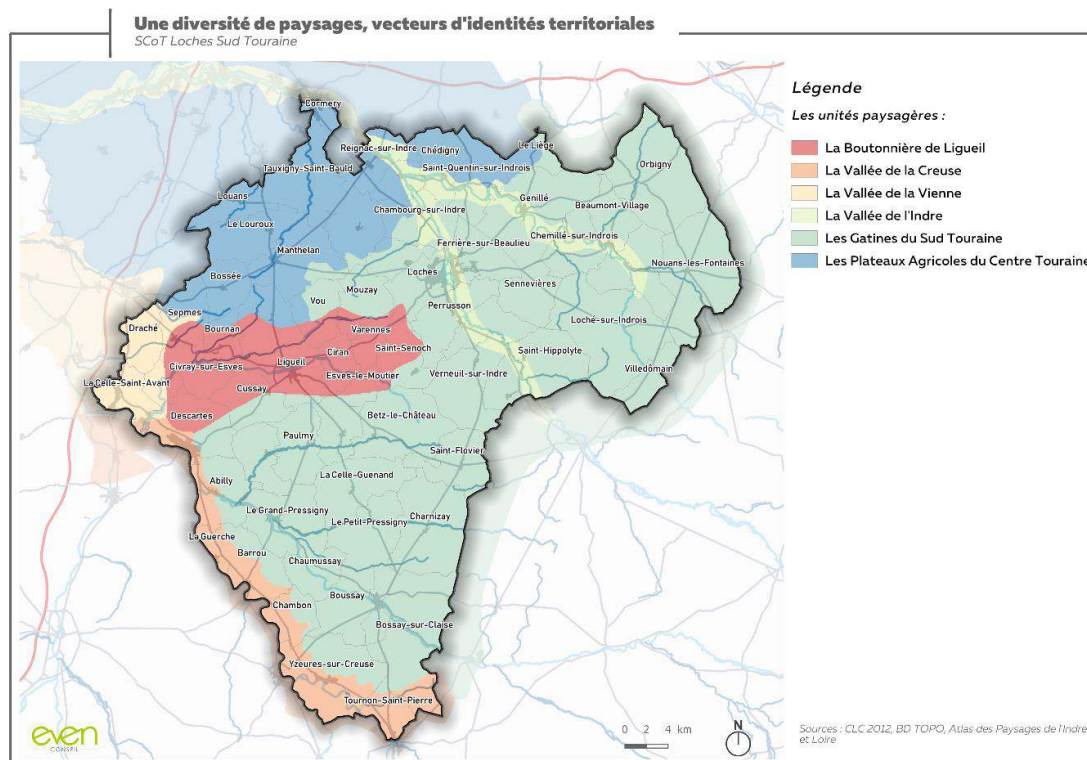 Une diversité de paysages, vecteurs d'identités territoriales
SCoT Loches Sud Touraine
Légende
Les unités paysagères :
La Boutonnière de Ligueil
La Vallée de la Creuse
La Vallée de la Vienne
La Vallée de l'Indre
Les Gatines du Sud Touraine
Les Plateaux Agricoles du Centre Touraine
Cormery
Reignac-sur-Indre
Chédigny
Le Liège
Tauxigny-Saint-Bauld
Saint-Quentin-sur-Indrois
Orbigny
Louans
Genillé
Beaumont-Village
Chambourg-sur-Indre
Le Louroux
Chemillé-sur-Indrois
Ferrière-sur-Beaulieu
Manthelan
Nouans-les-Fontaines
Bossée
Loches
Sennevières
Mouzay
Vou
Perrusson
Sepmes
Loché-sur-Indrois
Draché
Bournan
Varennes
Saint-Senoch
Saint-Hippolyte
Ciran
Ligueil
Civray-sur-Esves
Villedômain
Esves-le-Moutier
Verneuil-sur-Indre
La Celle-Saint-Avant
Cussay
Descartes
Betz-le-Château
Paulmy
Saint-Flovier
La Celle-Guenand
Abilly
Le Grand-Pressigny
Le Petit-Pressigny
Charnizay
La Guerche
Barrou
Chaumussay
Boussay
Chambon
Bossay-sur-Claise
Yzeures-sur-Creuse
Tournon-Saint-Pierre
even
CONSEIL
0 2 4 km
N
Sources : CLC 2012, BD TOPO, Atlas des Paysages de l'Indre
et Loire